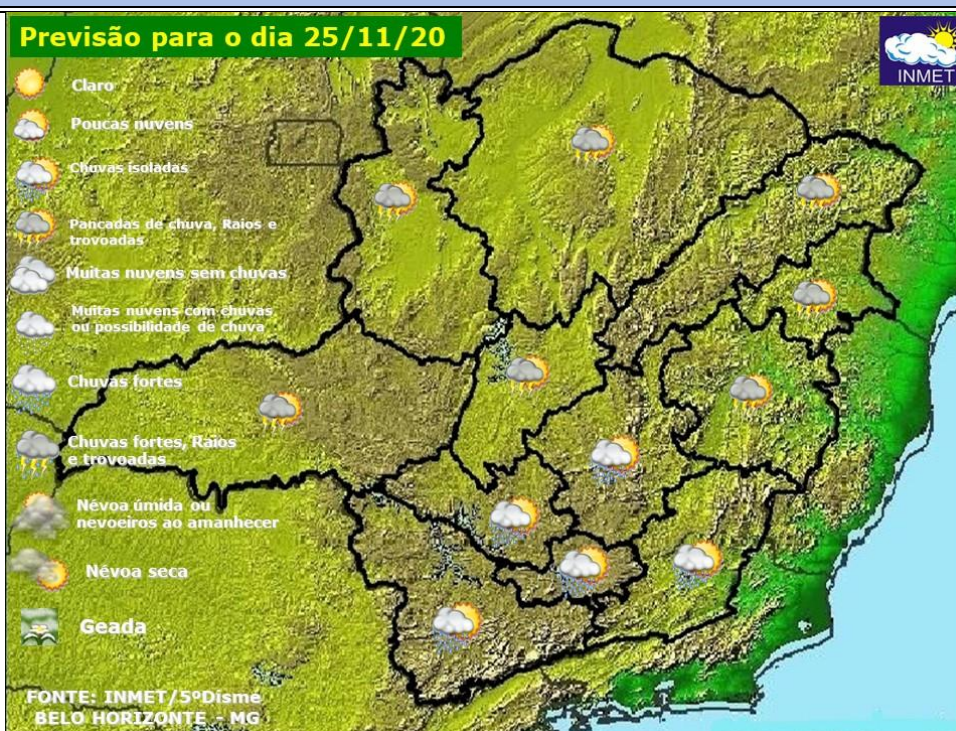 Previsão para o dia 25/11/20
INMET
Claro
Poucas nuvens
Chuvas isoladas
Pancadas de chuva, Raios e
trovoadas
Muitas nuvens sem chuvas
Muitas nuvens com chuvas
ou possibilidade de chuva
Chuvas fortes
Chuvas fortes, Raios
e trovoadas
Névoa úmida ou
nevoeiros ao amanhecer
Névoa seca
Geada
FONTE: INMET/5ºDisme
BELO HORIZONTE - MG